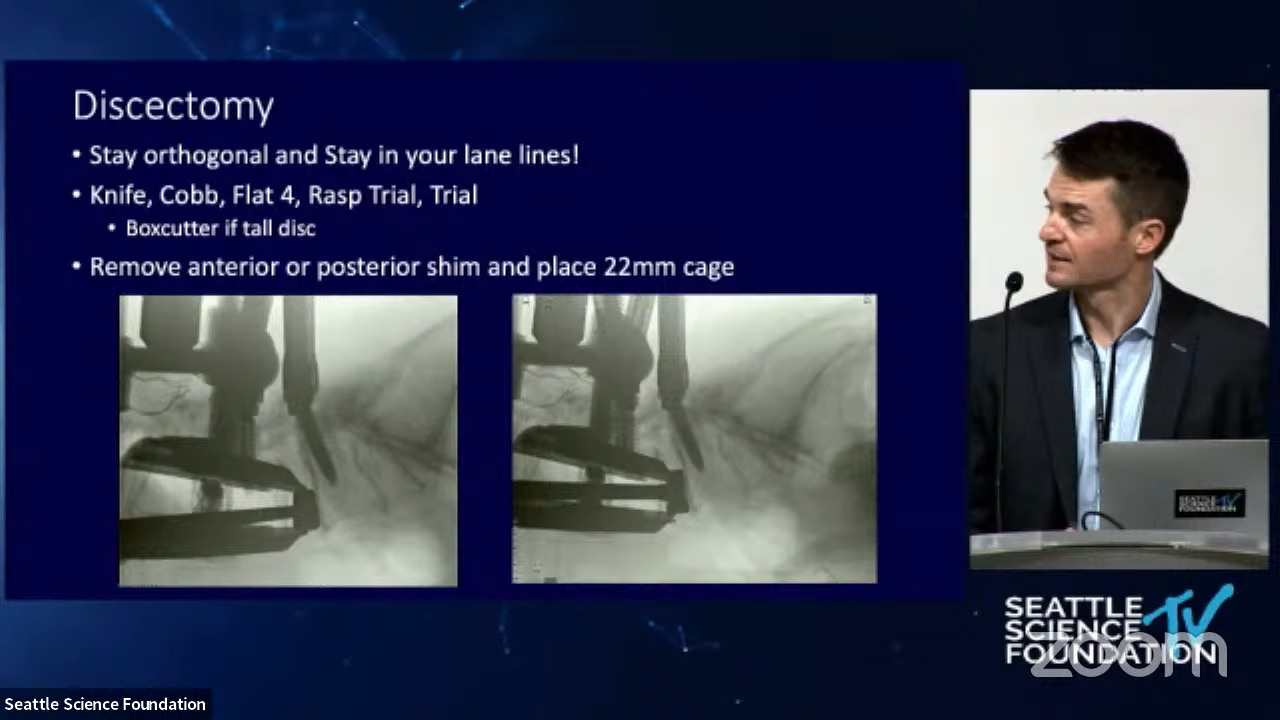 Discectomy
• Stay orthogonal and Stay in your lane lines!
• Knife, Cobb, Flat 4, Rasp Trial, Trial
• Boxcutter if tall disc
• Remove anterior or posterior shim and place 22mm cage
SEATTLE
SCIENCE TV
FOUNDATION
SEATTLE
SCIENCE TV
FOUNDATION
zoom
Seattle Science Foundation